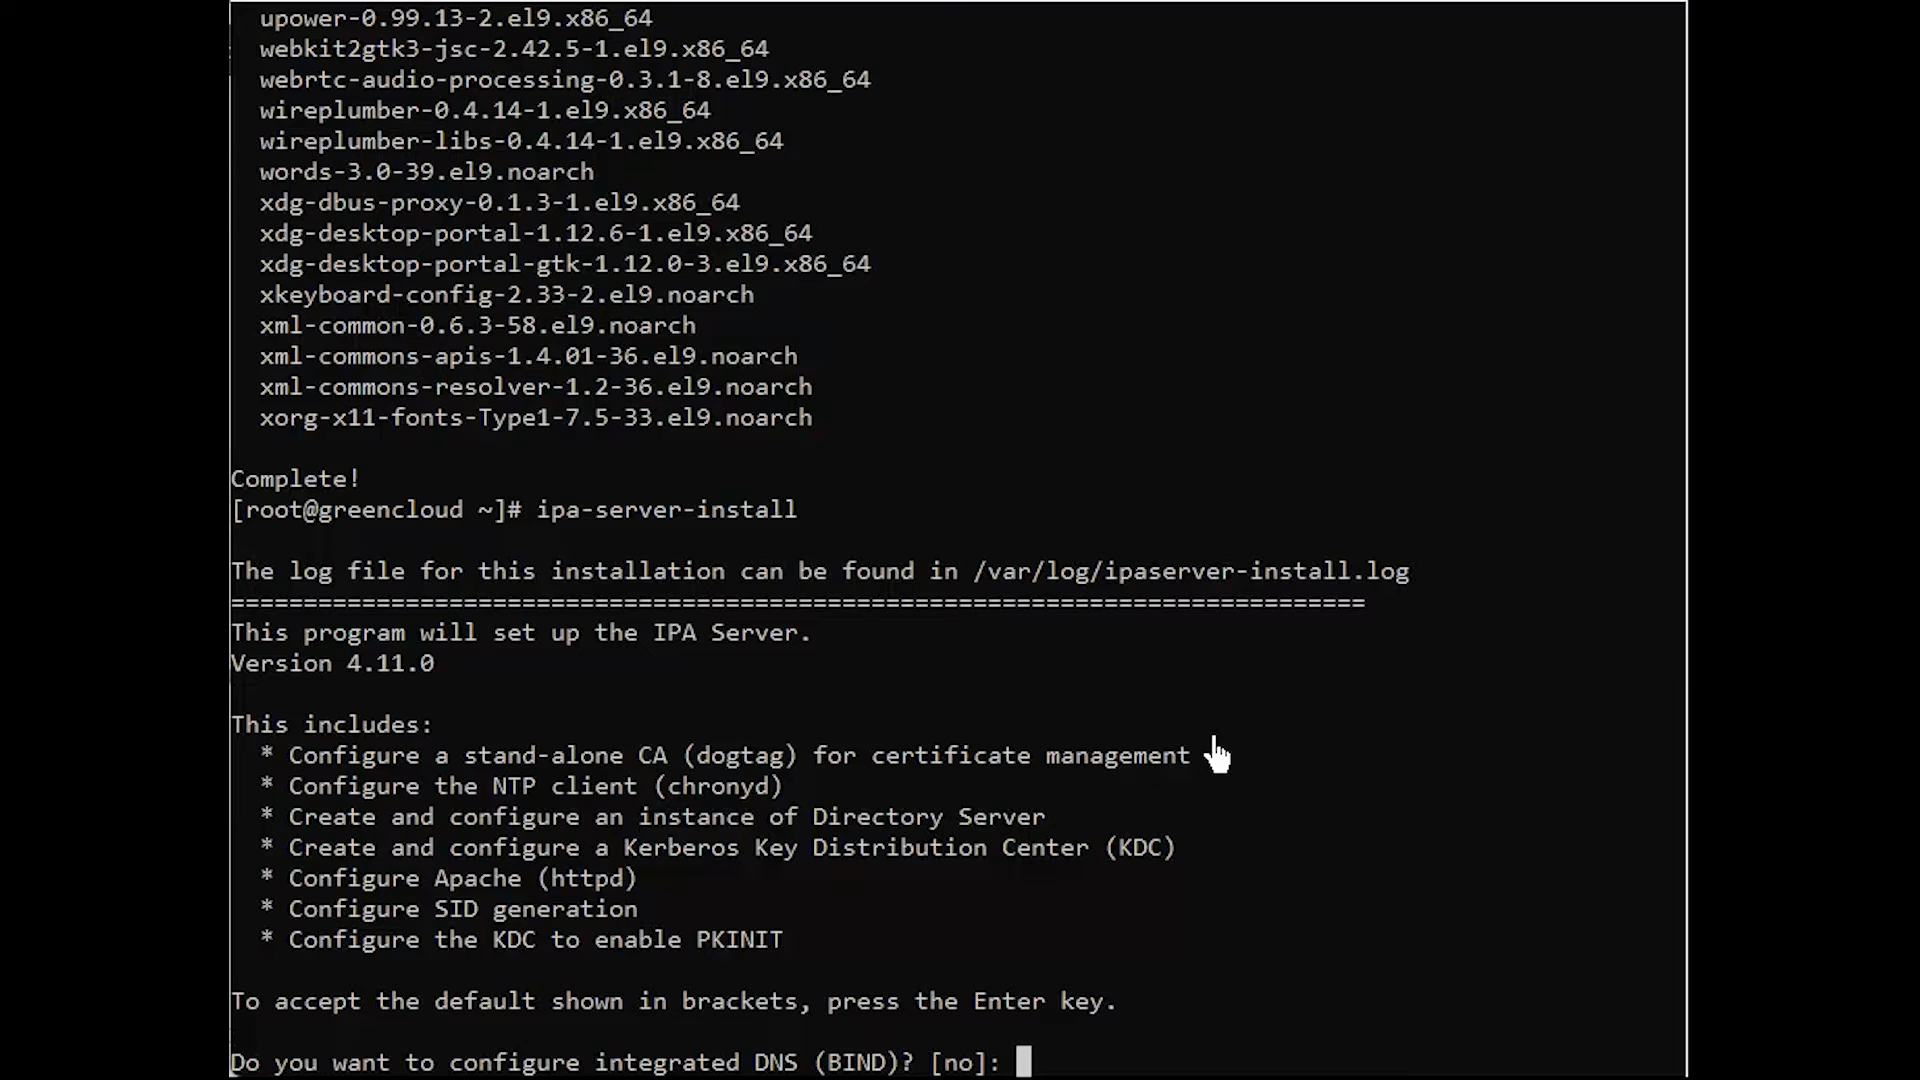 upower-0.99.13-2.el9.x86_64
webkit2gtk3-jsc-2.42.5-1.el9.x86_64
webrtc-audio-processing-0.3.1-8.el9.x86_64
wireplumber-0.4.14-1.el9.x86_64
wireplumber-libs-0.4.14-1.el9.x86_64
words-3.0-39.el9.noarch
xdg-dbus-proxy-0.1.3-1.el9.x86_64
xdg-desktop-portal-1.12.6-1.el9.x86_64
xdg-desktop-portal-gtk-1.12.0-3.el9.x86_64
xkeyboard-config-2.33-2.el9.noarch
xml-common-0.6.3-58.el9.noarch
xml-commons-apis-1.4.01-36.el9.noarch
xml-commons-resolver-1.2-36.el9.noarch
xorg-x11-fonts-Type1-7.5-33.el9.noarch
Complete!
[root@greencloud ~]# ipa-server-install
The log file for this installation can be found in /var/log/ipaserver-install.log
==============================================================================
This program will set up the IPA Server.
Version 4.11.0
This includes:
* Configure a stand-alone CA (dogtag) for certificate management
* Configure the NTP client (chronyd)
* Create and configure an instance of Directory Server
* Create and configure a Kerberos Key Distribution Center (KDC)
* Configure Apache (httpd)
* Configure SID generation
* Configure the KDC to enable PKINIT
To accept the default shown in brackets, press the Enter key.
Do you want to configure integrated DNS (BIND)? [no]: